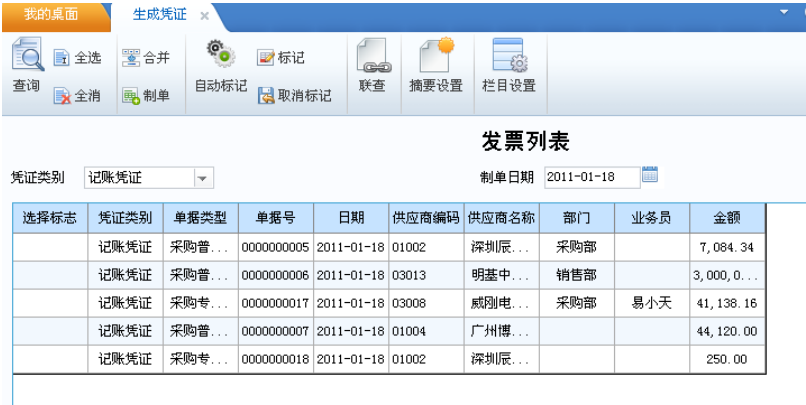 我的桌面 生成凭证 ×
查询 全选 合并 自动标记 标记 联查 摘要设置 栏目设置
全消 制单 取消标记
发票列表
凭证类别 记账凭证 制单日期 2011-01-18
选择标志 凭证类别 单据类型 单据号 日期 供应商编码 供应商名称 部门 业务员 金额
记账凭证 采购普... 0000000005 2011-01-18 01002 深圳辰... 采购部 7,084.34
记账凭证 采购普... 0000000006 2011-01-18 03013 明基中... 销售部 3,000,0...
记账凭证 采购专... 0000000017 2011-01-18 03008 威刚电... 采购部 易小天 41,138.16
记账凭证 采购普... 0000000007 2011-01-18 01004 广州博... 44,120.00
记账凭证 采购专... 0000000018 2011-01-18 01002 深圳辰... 250.00